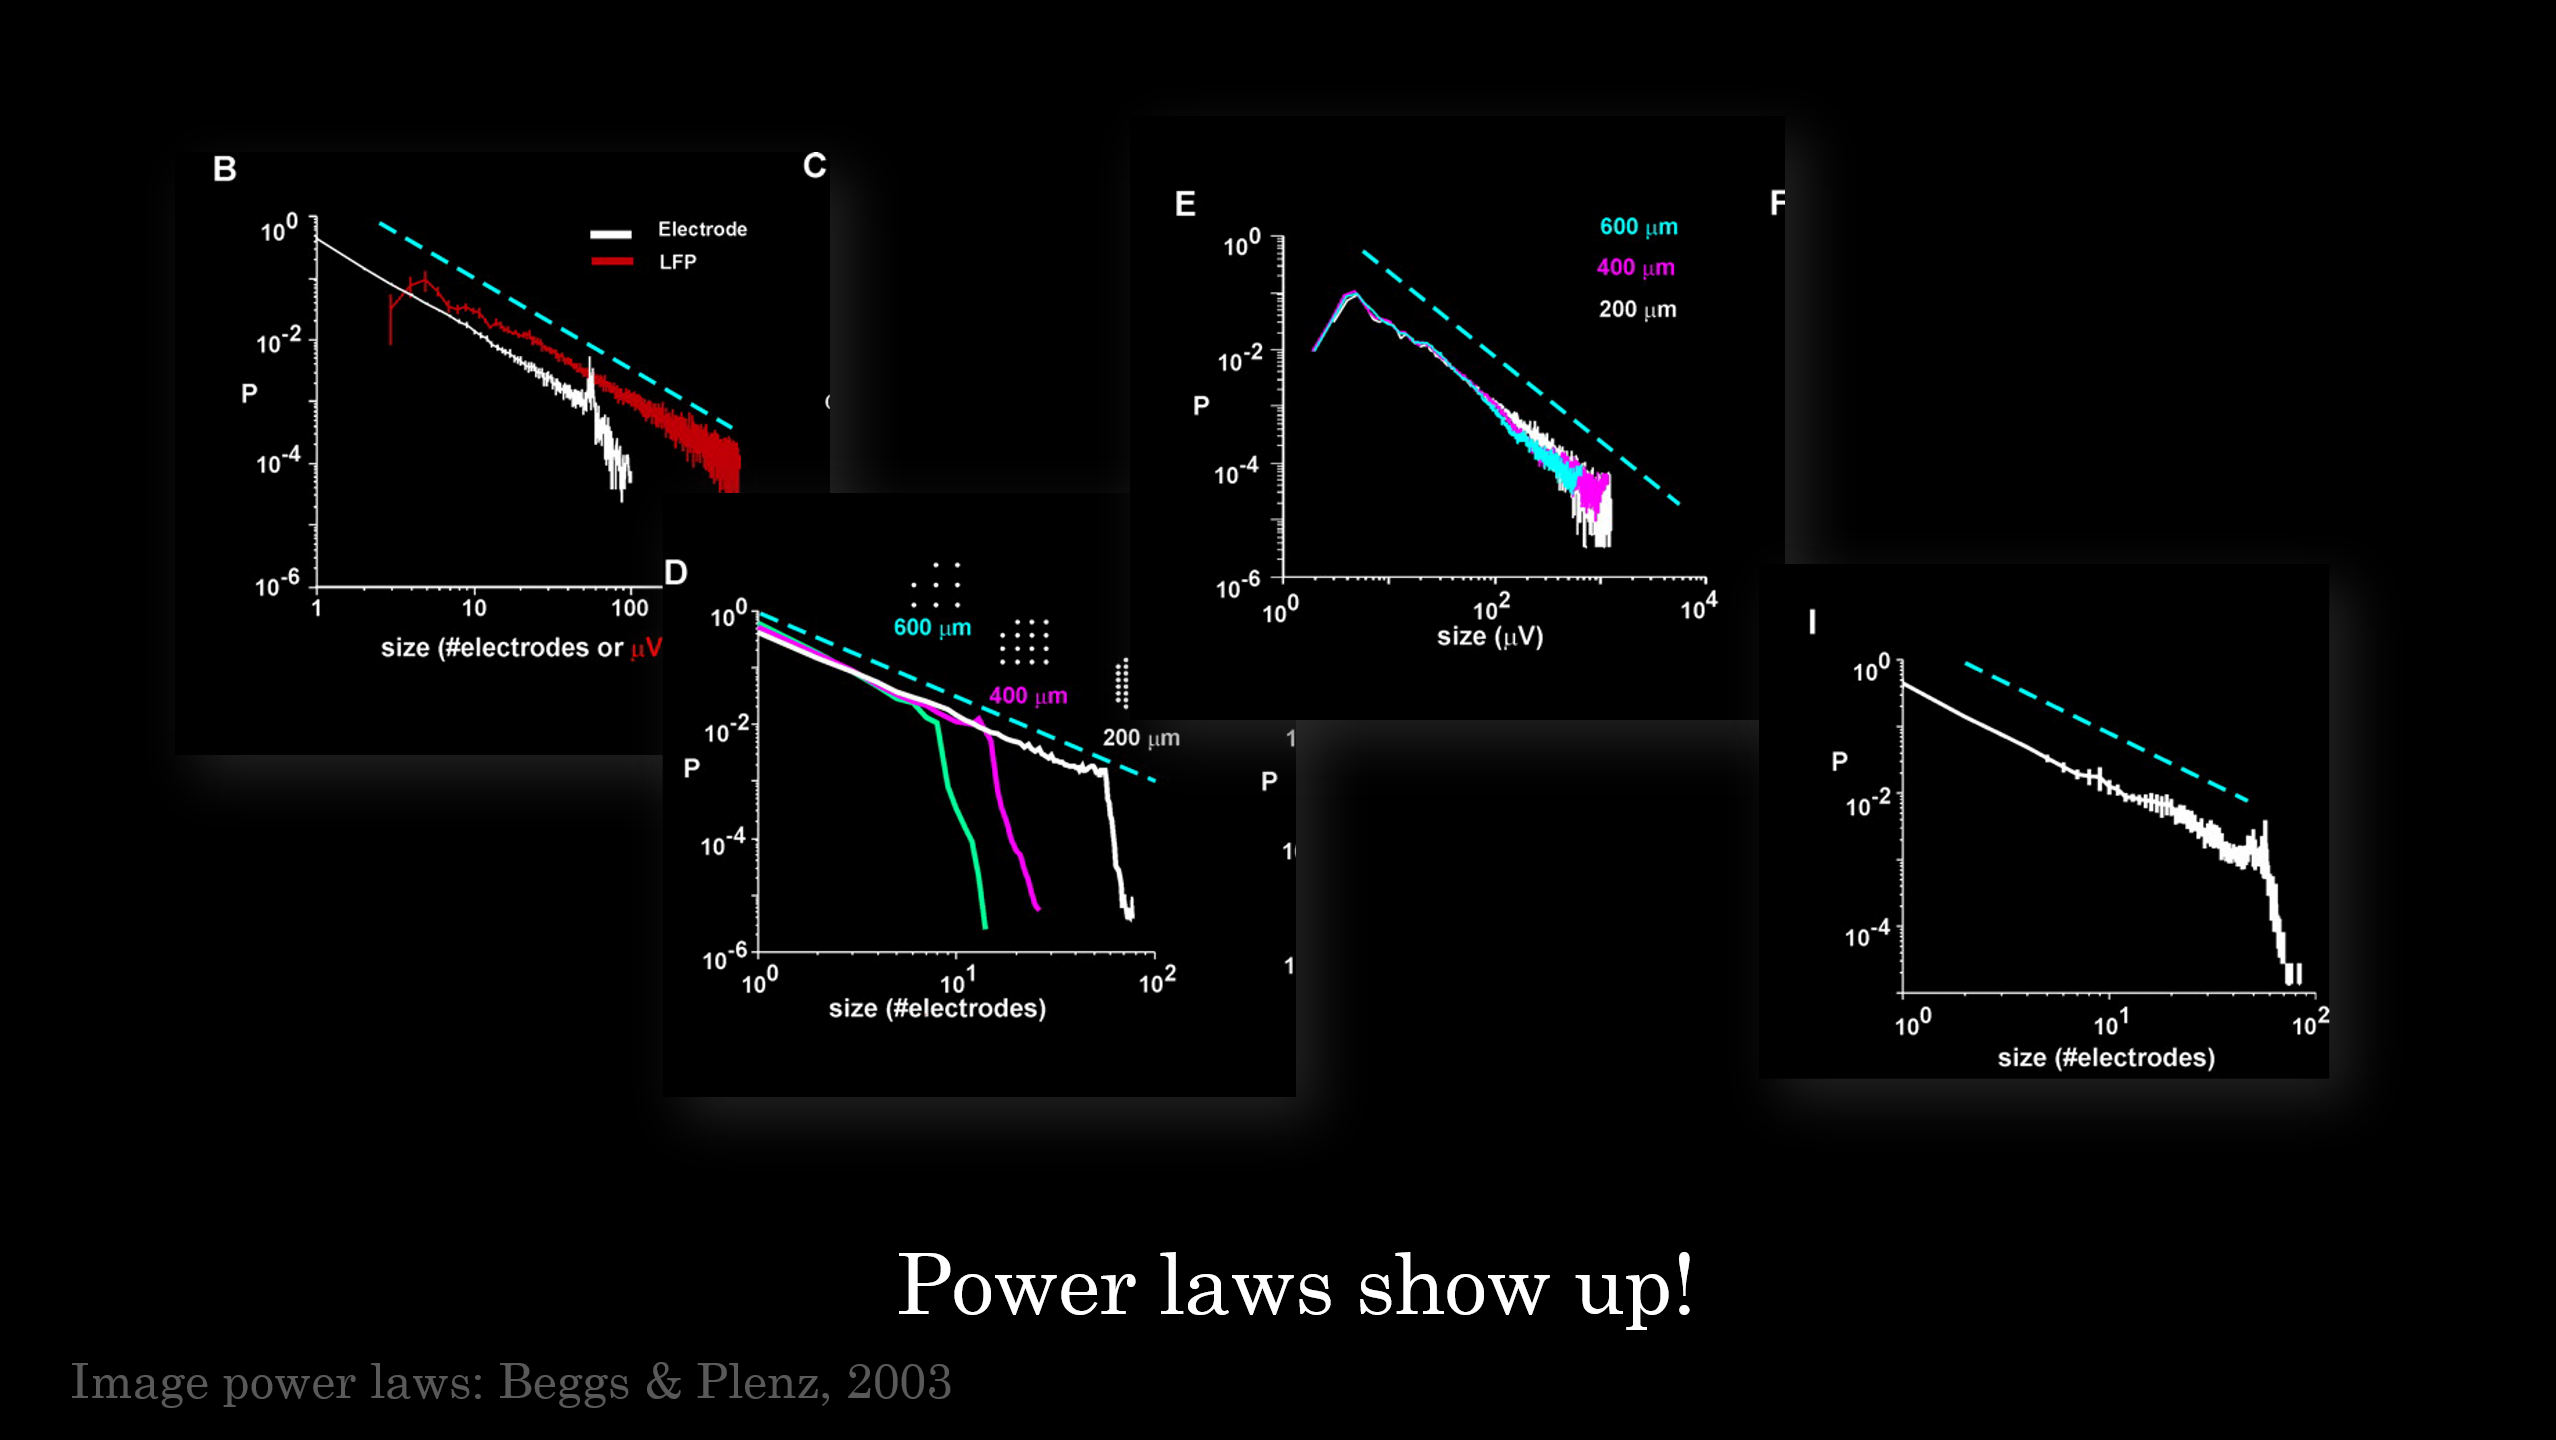 B
C
Electrode
LFP
10^0
10^-2
P
10^-4
10^-6
1 10 100
size (#electrodes or µV
D
600 µm
400 µm
200 µm
10^0
10^-2
P
10^-4
10^-6
10^0 10^1 10^2
size (#electrodes)
P
E
F
600 µm
400 µm
200 µm
10^0
10^-2
P
10^-4
10^-6
10^0 10^2 10^4
size (µV)
I
10^0
P
10^-2
10^-4
10^0 10^1 10^2
size (#electrodes)
Power laws show up!
Image power laws: Beggs & Plenz, 2003